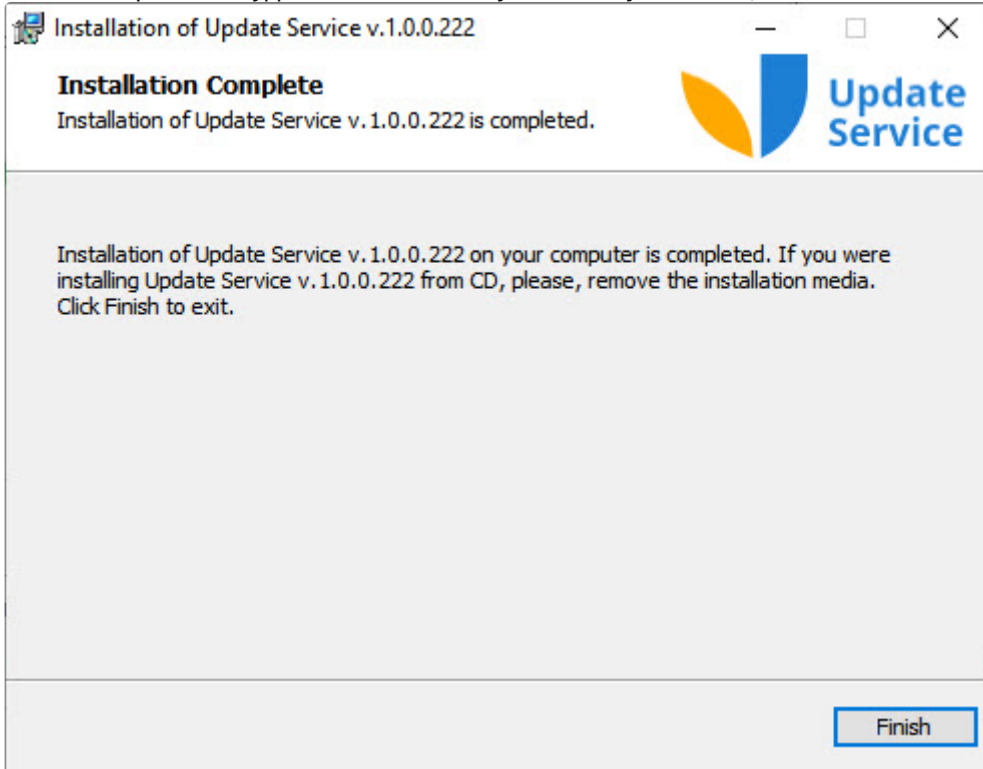 Installation of Update Service v.1.0.0.222
Installation Complete
Installation of Update Service v.1.0.0.222 is completed.
Update
Service
Installation of Update Service v.1.0.0.222 on your computer is completed. If you were
installing Update Service v.1.0.0.222 from CD, please, remove the installation media.
Click Finish to exit.
Finish